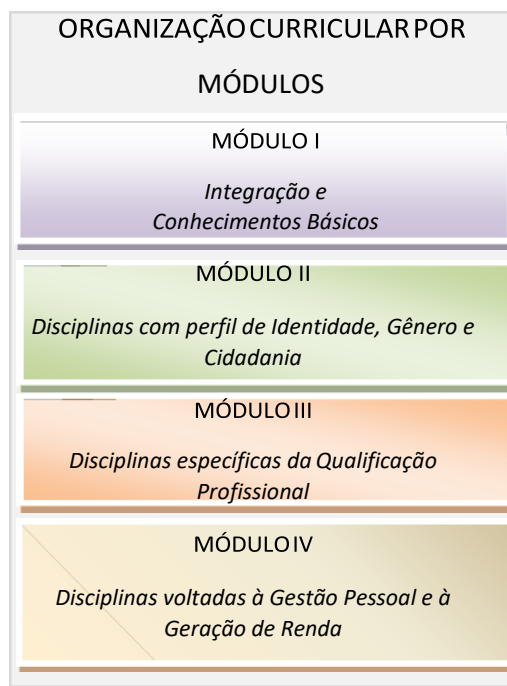 ORGANIZAÇÃO CURRICULAR POR
MÓDULOS
MÓDULO I
Integração e
Conhecimentos Básicos
MÓDULO II
Disciplinas com perfil de Identidade, Gênero e
Cidadania
MÓDULO III
Disciplinas específicas da Qualificação
Profissional
MÓDULO IV
Disciplinas voltadas à Gestão Pessoal e à
Geração de Renda